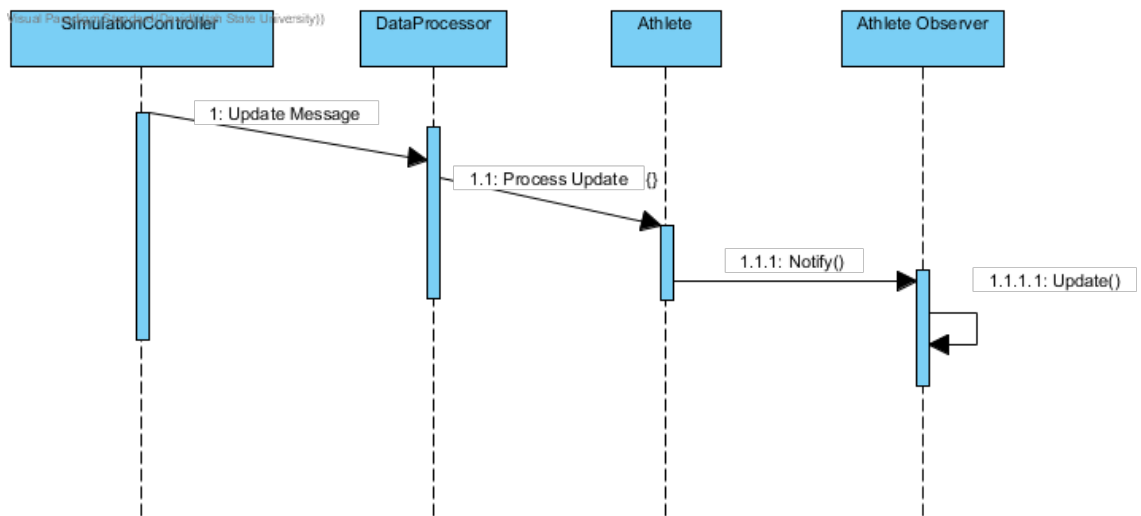 SimulationController
DataProcessor
Athlete
Athlete Observer
1: Update Message
1.1: Process Update {}
1.1.1: Notify()
1.1.1.1: Update()